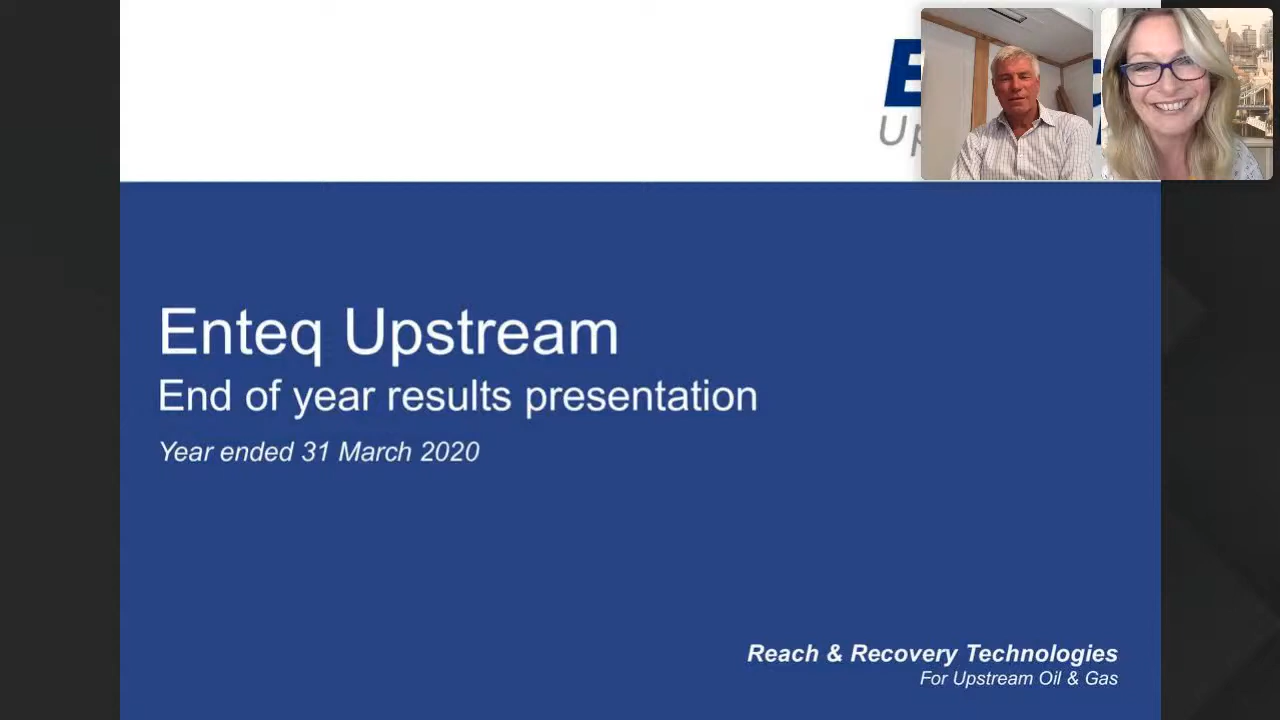 Enteq Upstream
End of year results presentation
Year ended 31 March 2020
Reach & Recovery Technologies
For Upstream Oil & Gas